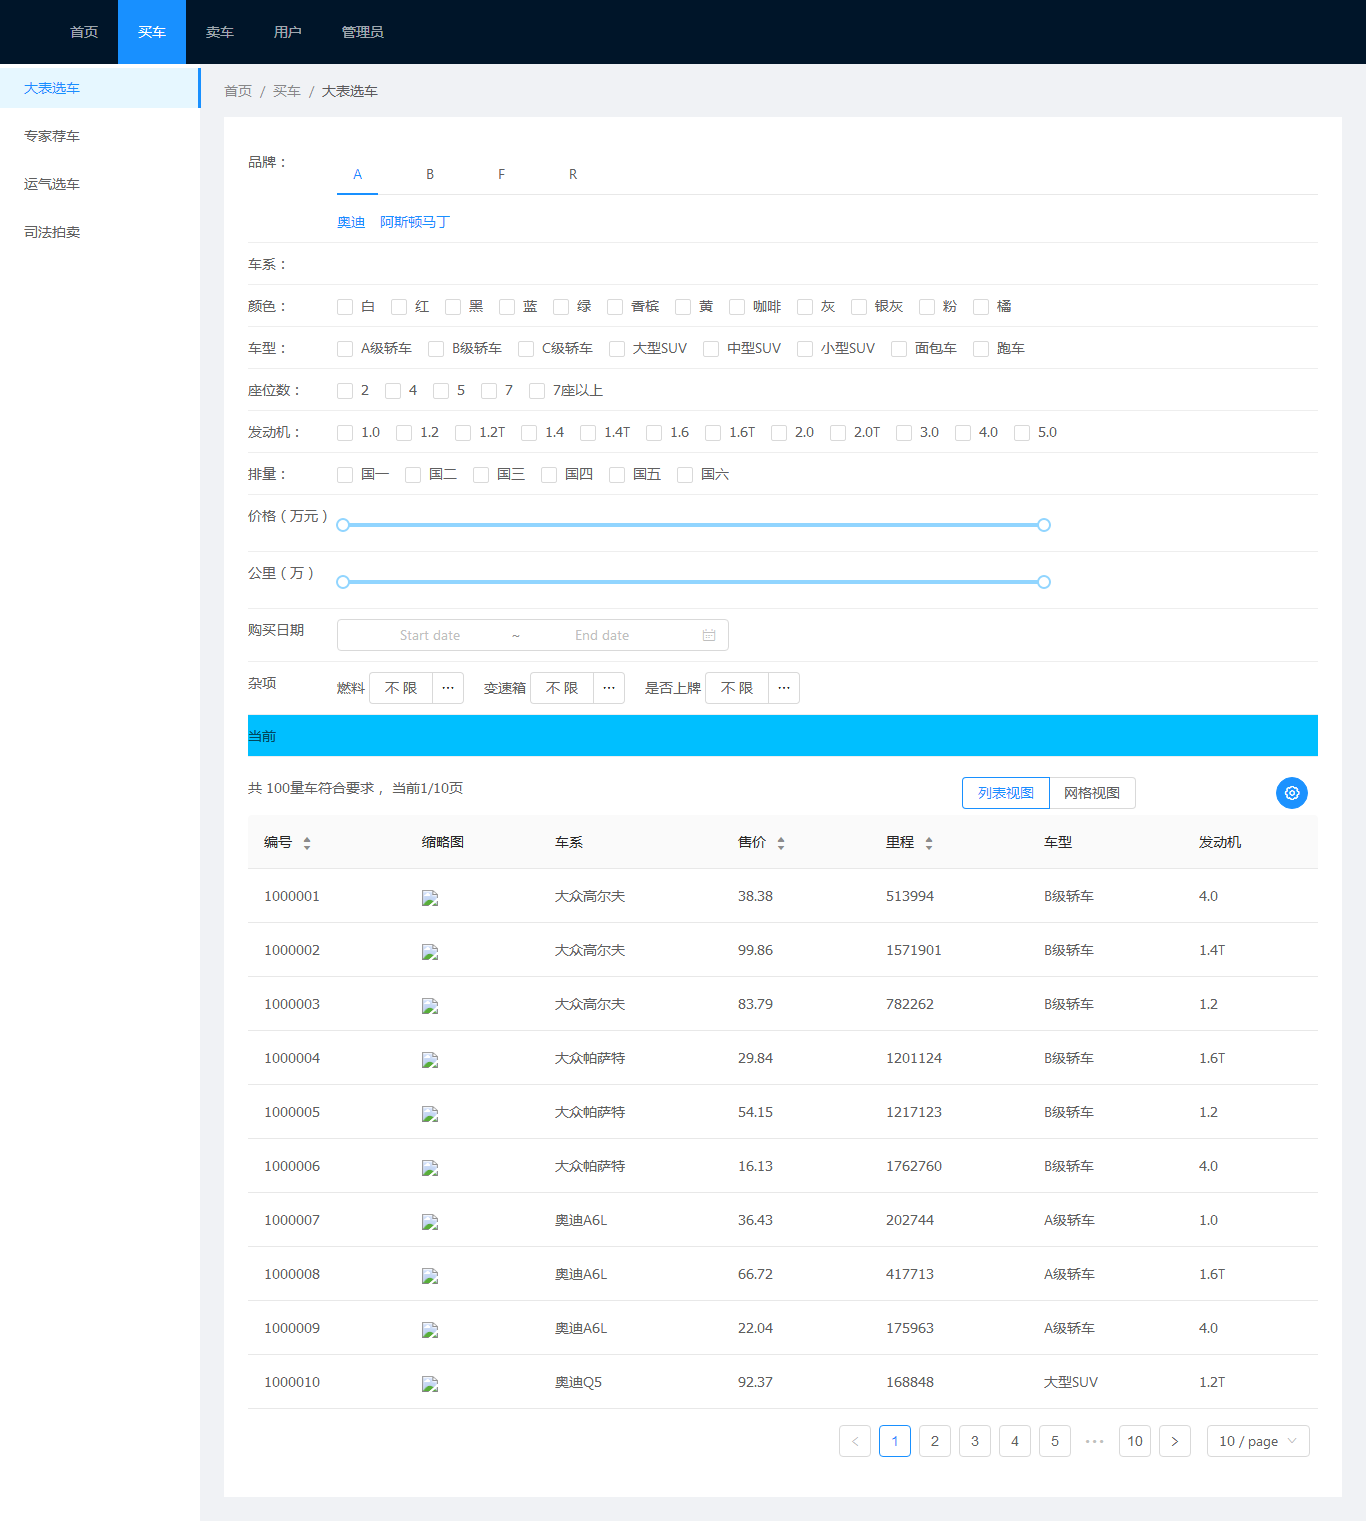 首页 买车 卖车 用户 管理员
大表选车
专家荐车
运气选车
司法拍卖
首页 / 买车 / 大表选车
品牌： A B F R
奥迪 阿斯顿马丁
车系：
颜色： 白 红 黑 蓝 绿 香槟 黄 咖啡 灰 银灰 粉 橘
车型： A级轿车 B级轿车 C级轿车 大型SUV 中型SUV 小型SUV 面包车 跑车
座位数： 2 4 5 7 7座以上
发动机： 1.0 1.2 1.2T 1.4 1.4T 1.6 1.6T 2.0 2.0T 3.0 4.0 5.0
排量： 国一 国二 国三 国四 国五 国六
价格（万元）
公里（万）
购买日期 Start date ~ End date
杂项 燃料 不 限 ··· 变速箱 不 限 ··· 是否上牌 不 限 ···
当前
共 100量车符合要求， 当前1/10页 列表视图 网格视图
编号 缩略图 车系 售价 里程 车型 发动机
1000001 大众高尔夫 38.38 513994 B级轿车 4.0
1000002 大众高尔夫 99.86 1571901 B级轿车 1.4T
1000003 大众高尔夫 83.79 782262 B级轿车 1.2
1000004 大众帕萨特 29.84 1201124 B级轿车 1.6T
1000005 大众帕萨特 54.15 1217123 B级轿车 1.2
1000006 大众帕萨特 16.13 1762760 B级轿车 4.0
1000007 奥迪A6L 36.43 202744 A级轿车 1.0
1000008 奥迪A6L 66.72 417713 A级轿车 1.6T
1000009 奥迪A6L 22.04 175963 A级轿车 4.0
1000010 奥迪Q5 92.37 168848 大型SUV 1.2T
< 1 2 3 4 5 ••• 10 > 10 / page